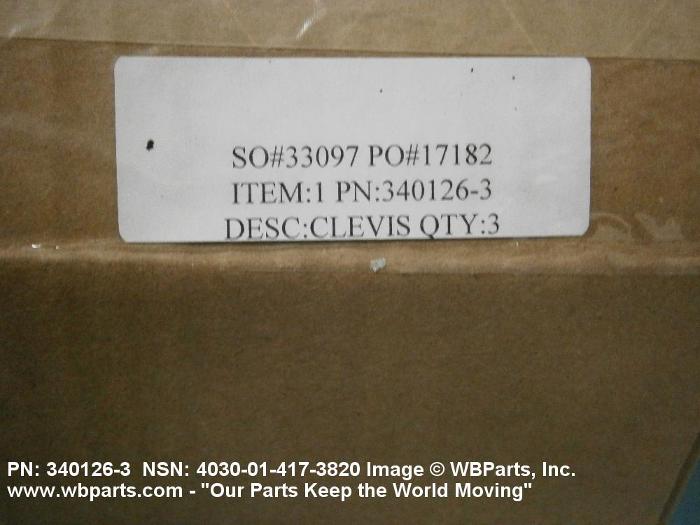 SO#33097 PO#17182
ITEM:1 PN:340126-3
DESC:CLEVIS QTY:3
PN: 340126-3 NSN: 4030-01-417-3820 Image © WBParts, Inc.
www.wbparts.com - "Our Parts Keep the World Moving"